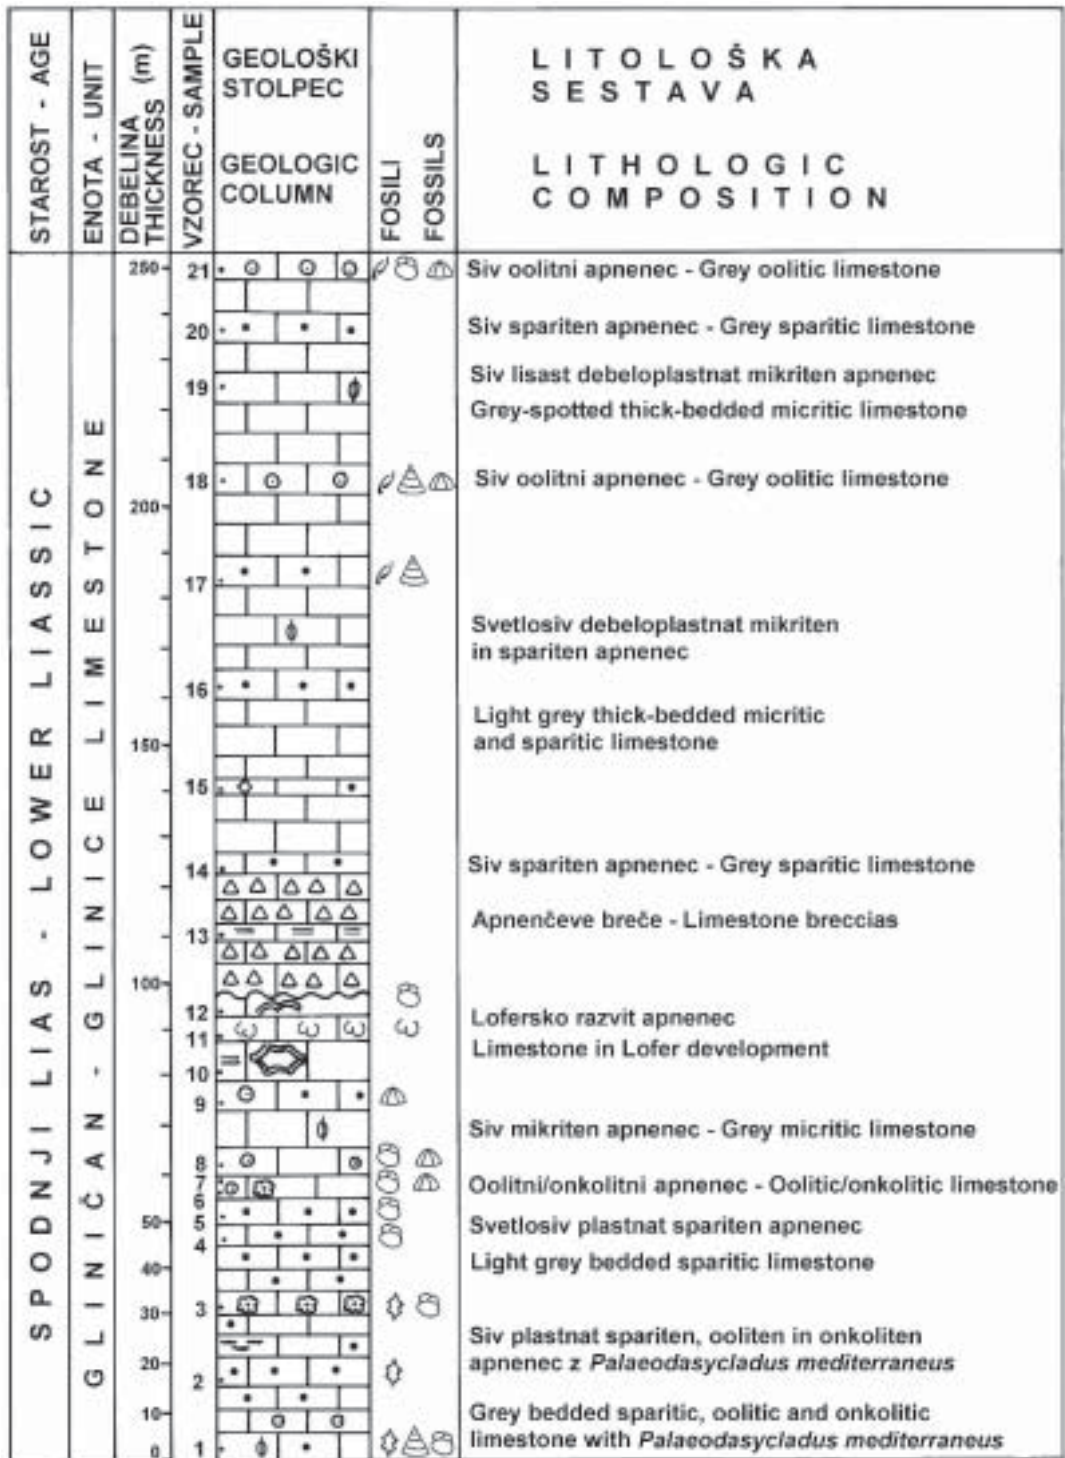 STAROST - AGE
ENOTA - UNIT
DEBELINA
THICKNESS (m)
VZOREC - SAMPLE
GEOLOŠKI
STOLPEC
GEOLOGIC
COLUMN
FOSILI
FOSSILS
LITOLOŠKA
SESTAVA
LITHOLOGIC
COMPOSITION
SPODNJI LIAS - LOWER LIASSIC
GLINIČAN - GLINICE LIMESTONE
250
200
150
100
50
40
30
20
10
0
21
20
19
18
17
16
15
14
13
12
11
10
9
8
7
6
5
4
3
2
1
Siv oolitni apnenec - Grey oolitic limestone
Siv spariten apnenec - Grey sparitic limestone
Siv lisast debeloplastnat mikriten apnenec
Grey-spotted thick-bedded micritic limestone
Siv oolitni apnenec - Grey oolitic limestone
Svetlosiv debeloplastnat mikriten
in spariten apnenec
Light grey thick-bedded micritic
and sparitic limestone
Siv spariten apnenec - Grey sparitic limestone
Apnenčeve breče - Limestone breccias
Lofersko razvit apnenec
Limestone in Lofer development
Siv mikriten apnenec - Grey micritic limestone
Oolitni/onkolitni apnenec - Oolitic/onkolitic limestone
Svetlosiv plastnat spariten apnenec
Light grey bedded sparitic limestone
Siv plastnat spariten, ooliten in onkoliten
apnenec z Palaeodasycladus mediterraneus
Grey bedded sparitic, oolitic and onkolitic
limestone with Palaeodasycladus mediterraneus